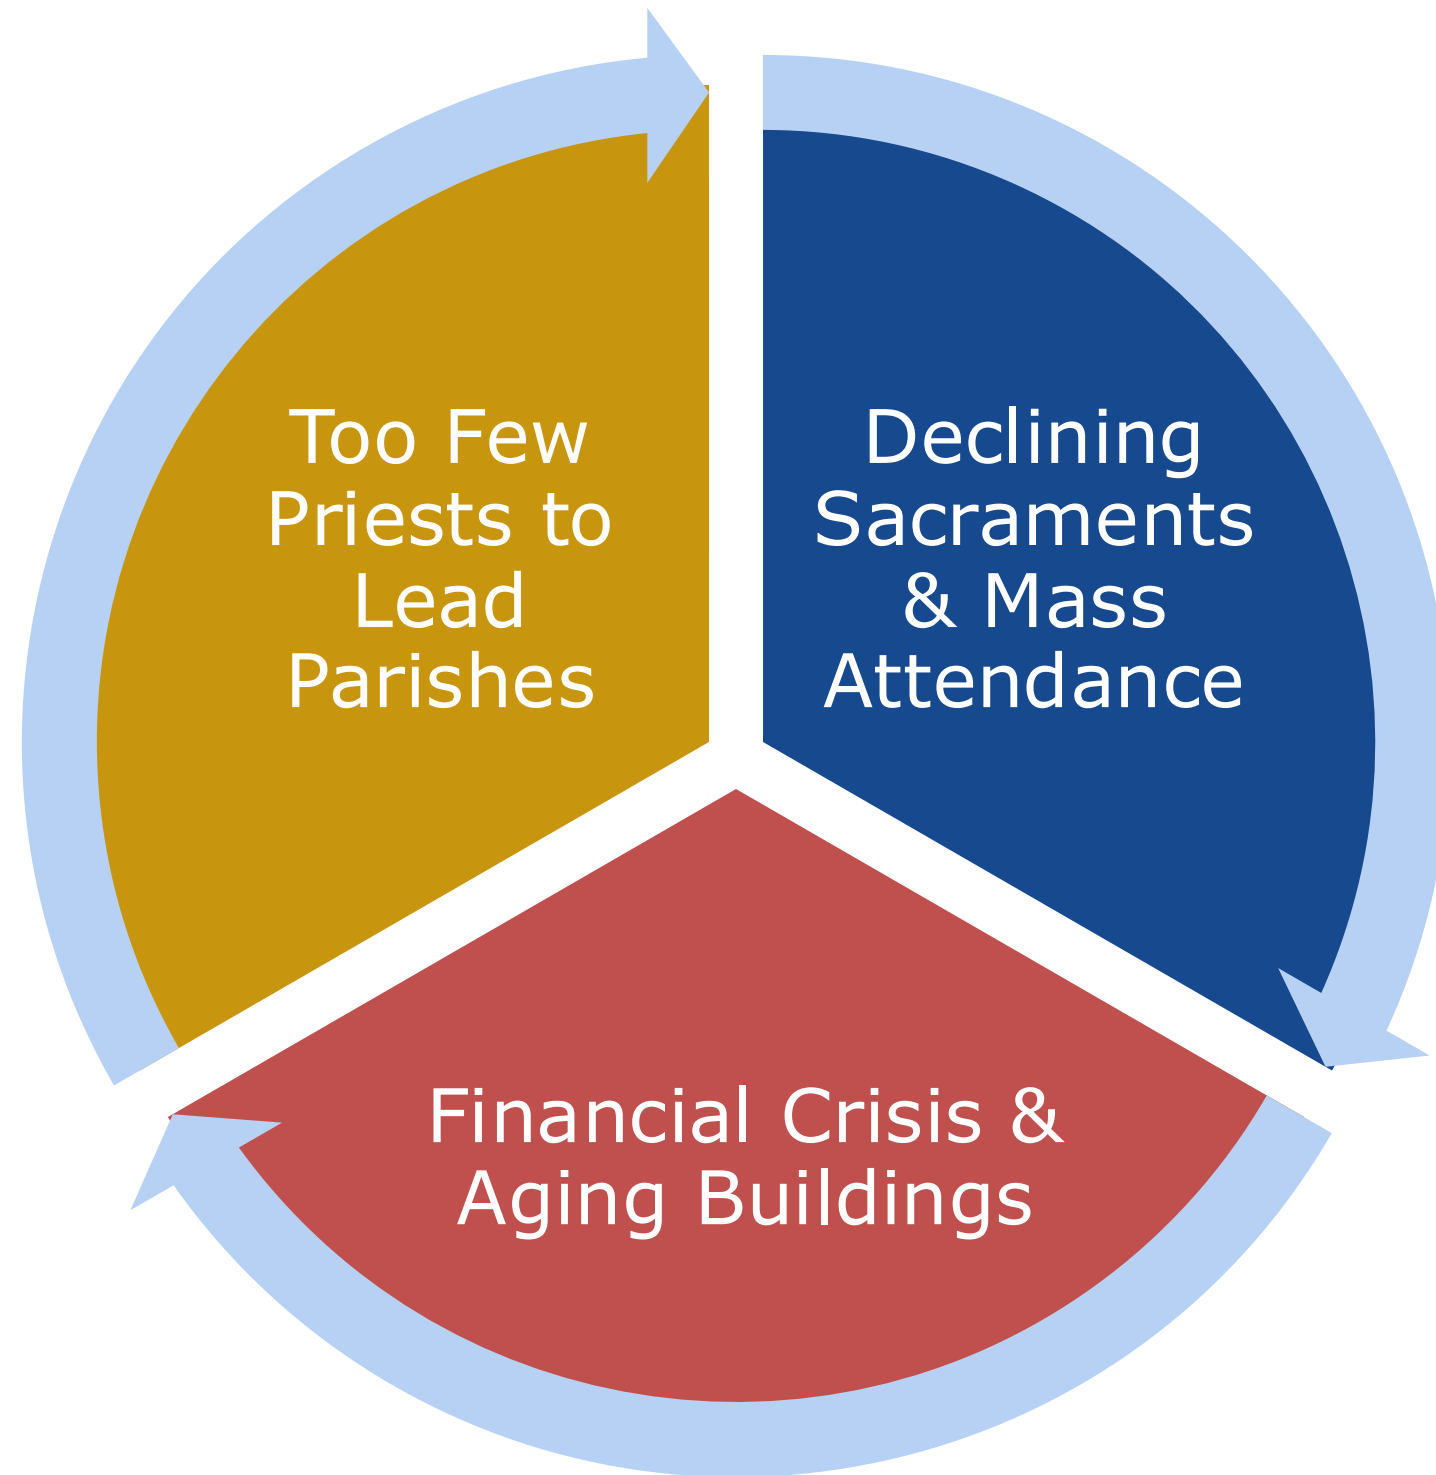 Too Few
Priests to
Lead
Parishes
Declining
Sacraments
& Mass
Attendance
Financial Crisis &
Aging Buildings